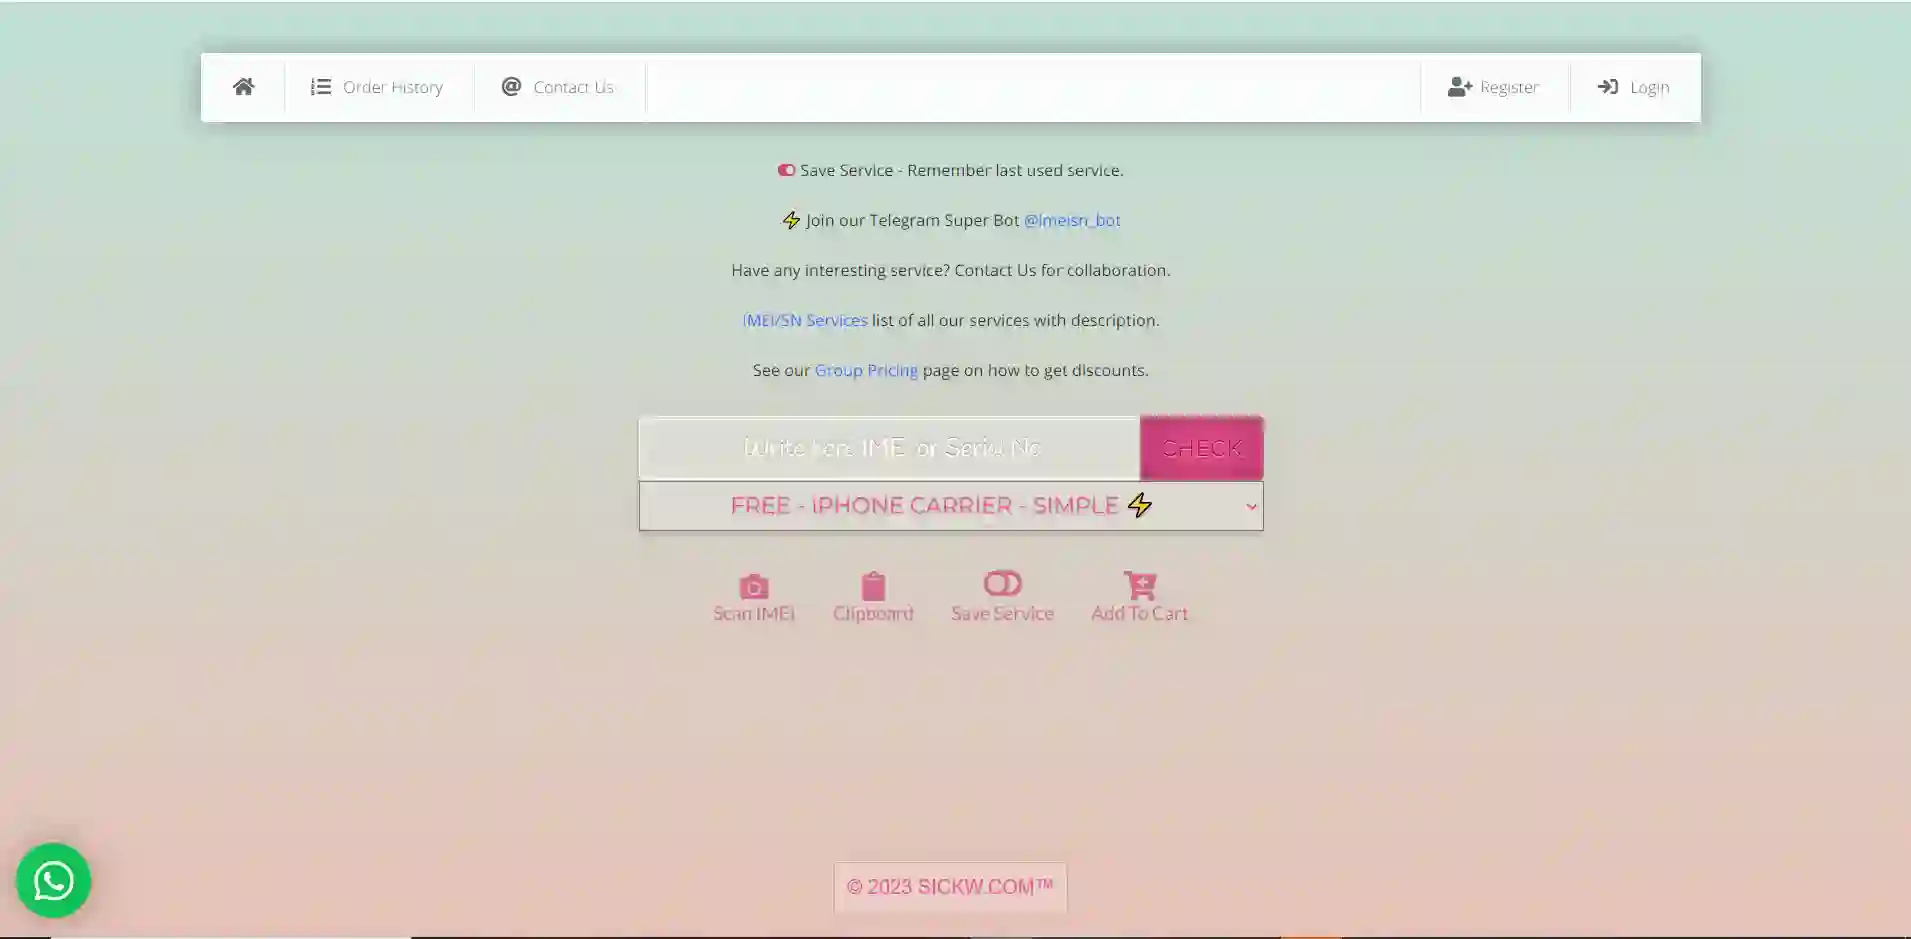 Order History
Contact Us
Register
Login
Save Service - Remember last used service.
Join our Telegram Super Bot @imeisn_bot
Have any interesting service? Contact Us for collaboration.
IMEI/SN Services list of all our services with description.
See our Group Pricing page on how to get discounts.
Write here IMEI or Serial No
CHECK
FREE - IPHONE CARRIER - SIMPLE
Scan IMEI
Clipboard
Save Service
Add To Cart
© 2023 SICKW.COM™